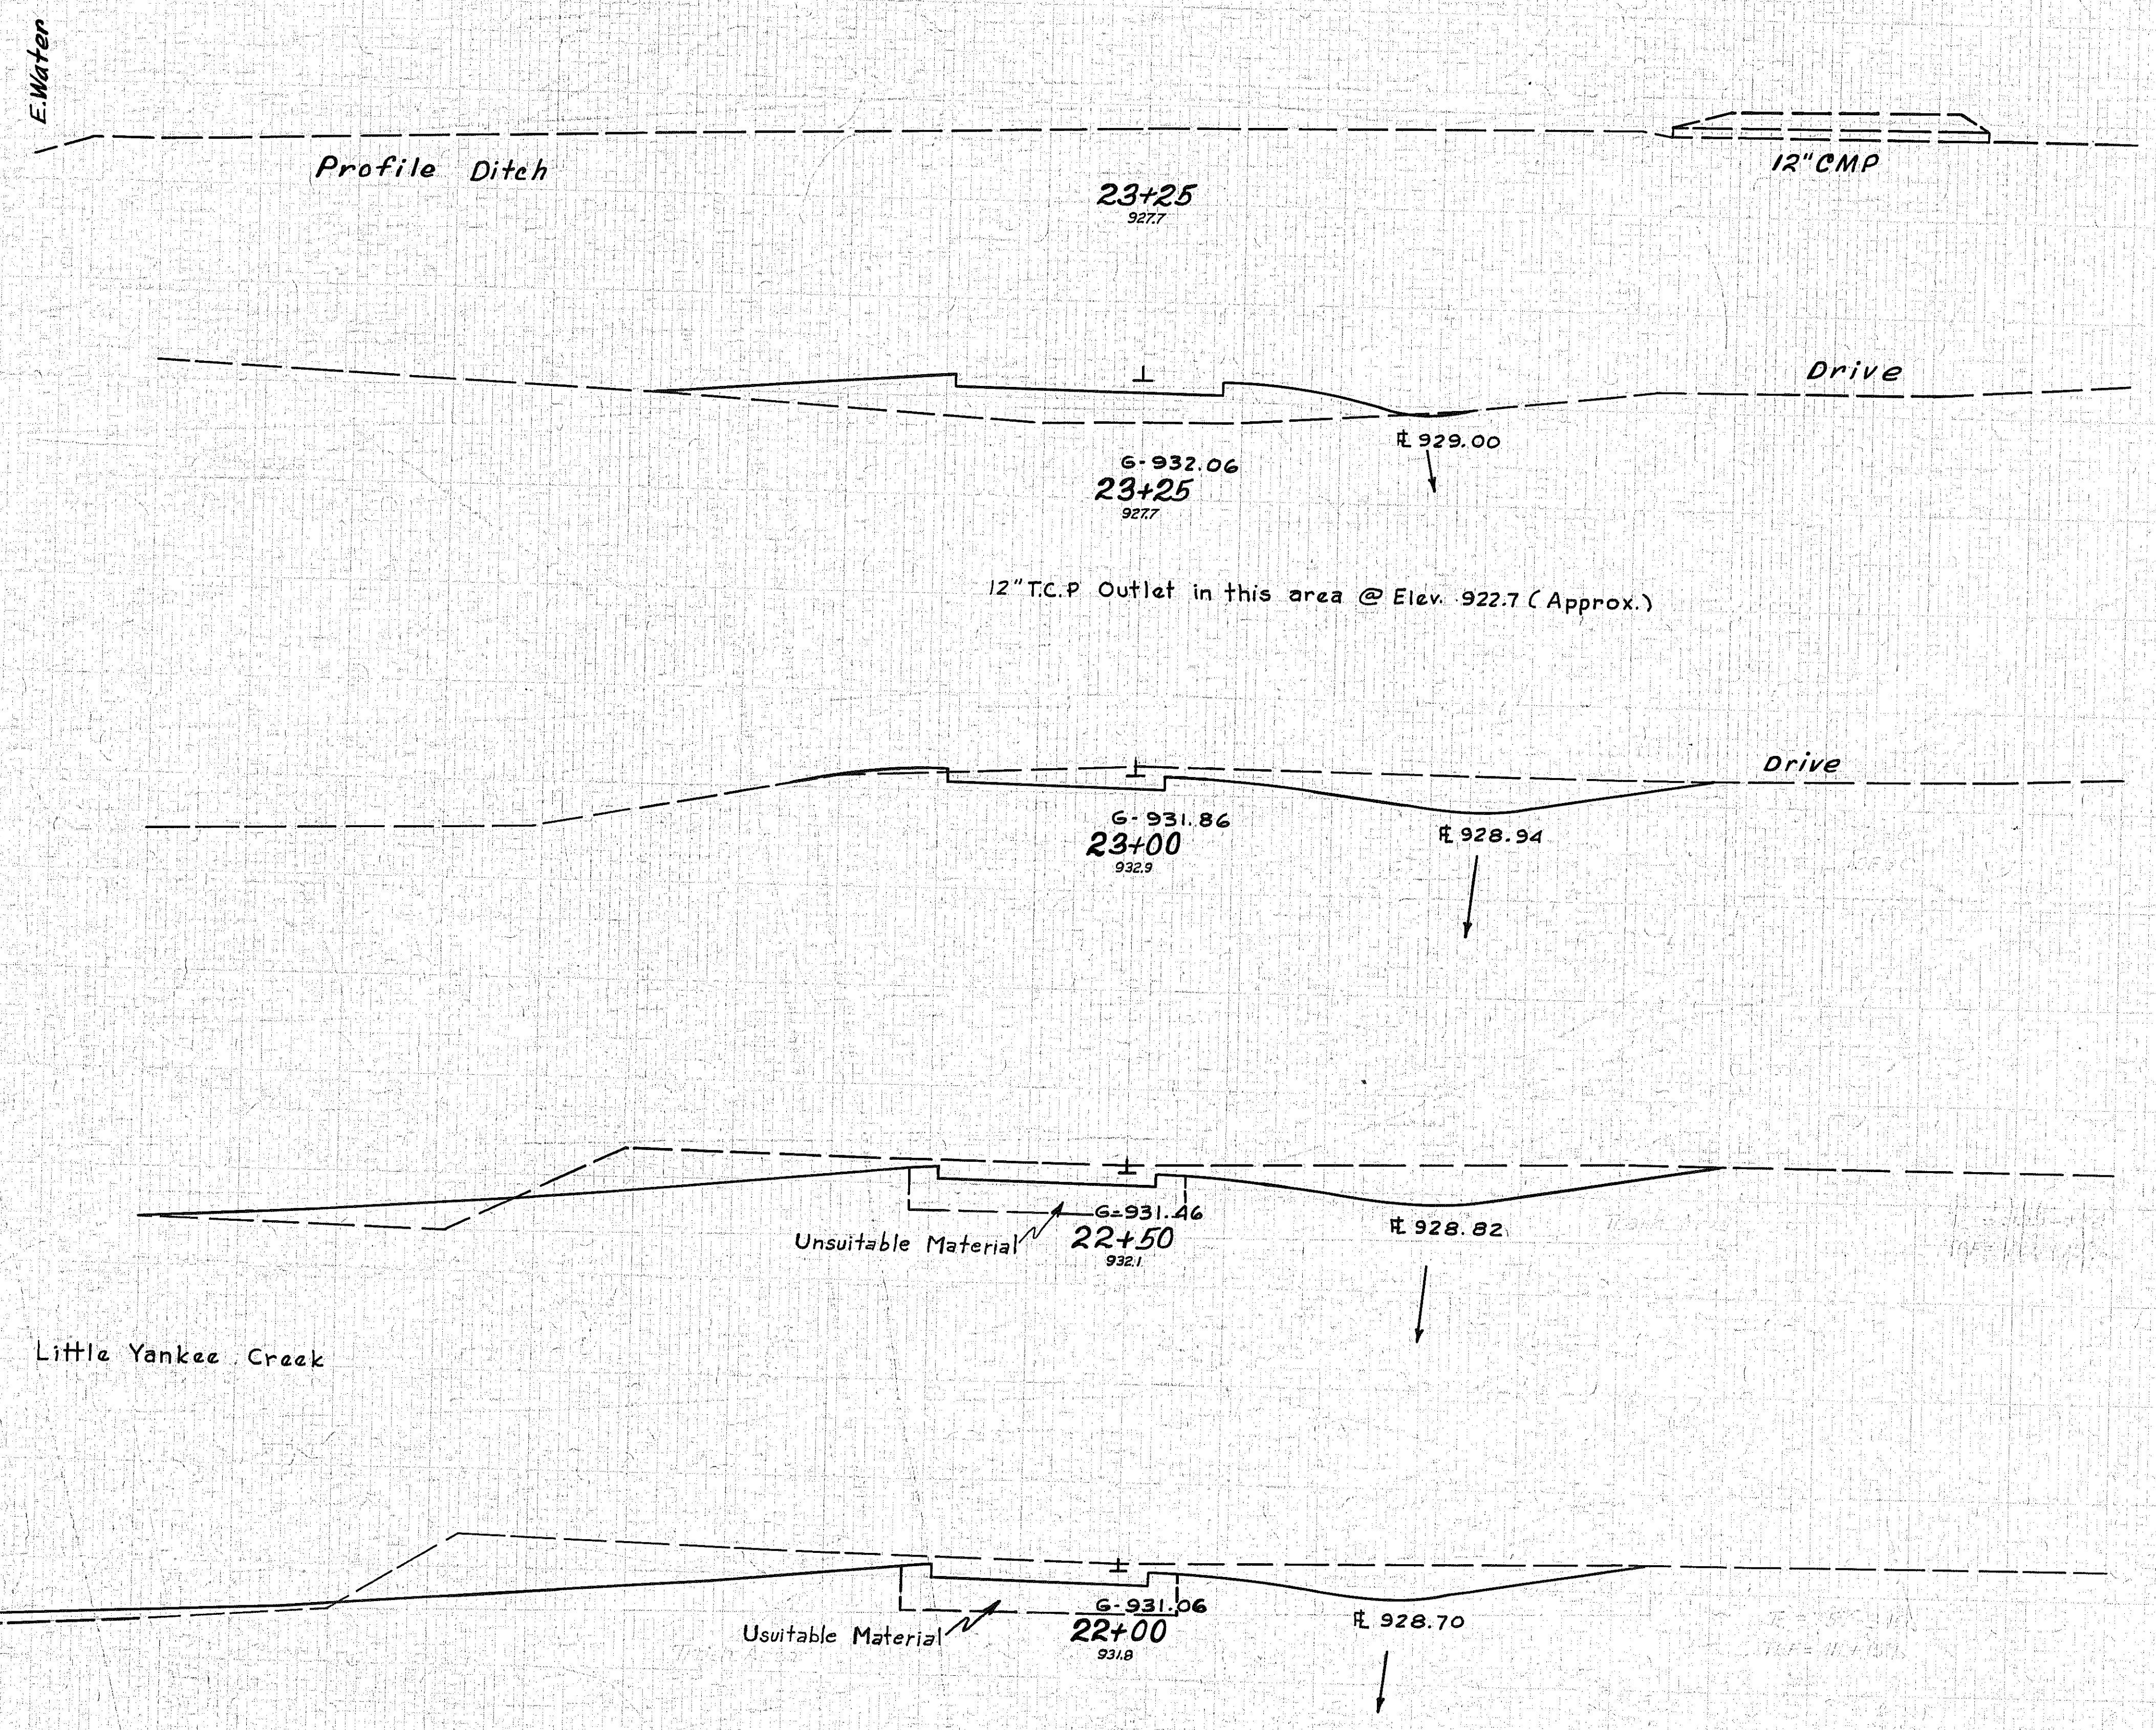 E.Water
Profile Ditch
12"CMP
23+25
927.7
Drive
℄ 929.00
G-932.06
23+25
927.7
12" T.C.P Outlet in this area @ Elev. 922.7 (Approx.)
Drive
G-931.86
23+00
932.9
℄ 928.94
G=931.46
22+50
932.1
Unsuitable Material
℄ 928.82
Little Yankee Creek
G-931.06
22+00
931.8
Usuitable Material
℄ 928.70